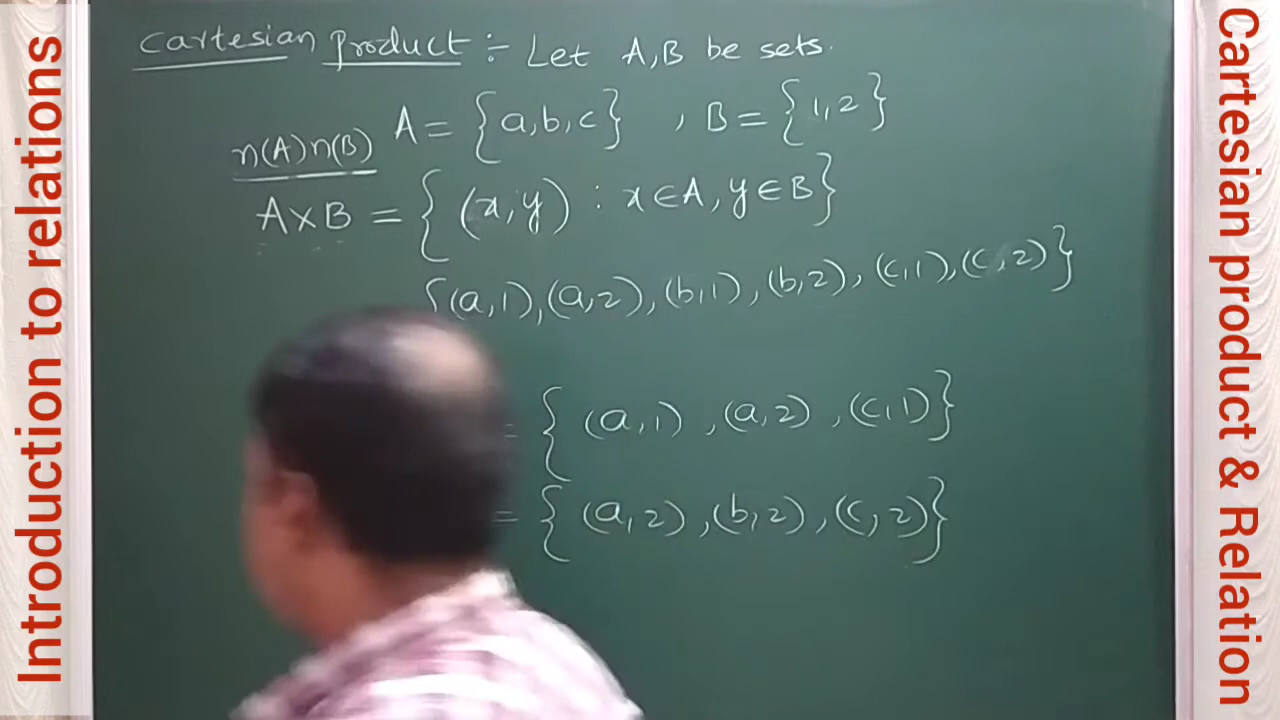 Introduction to relations
Cartesian product :- Let A,B be sets.
A = {a,b,c} , B = {1,2}
n(A)n(B)
A×B = {(x,y) : x∈A, y∈B}
{(a,1),(a,2),(b,1),(b,2),(c,1),(c,2)}
= {(a,1),(a,2),(c,1)}
= {(a,2),(b,2),(c,2)}
Cartesian product & Relation